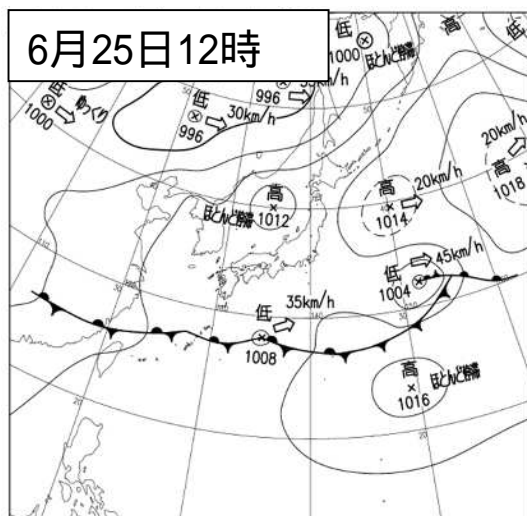 6月25日12時
低
1000
ゆっくり
低
996
30km/h
低
996
低
1000
ほとんど停滞
高
高
1012
ほとんど停滞
高
1014
20km/h
20km/h
高
1018
低
1004
45km/h
低
1008
35km/h
高
1016
ほとんど停滞